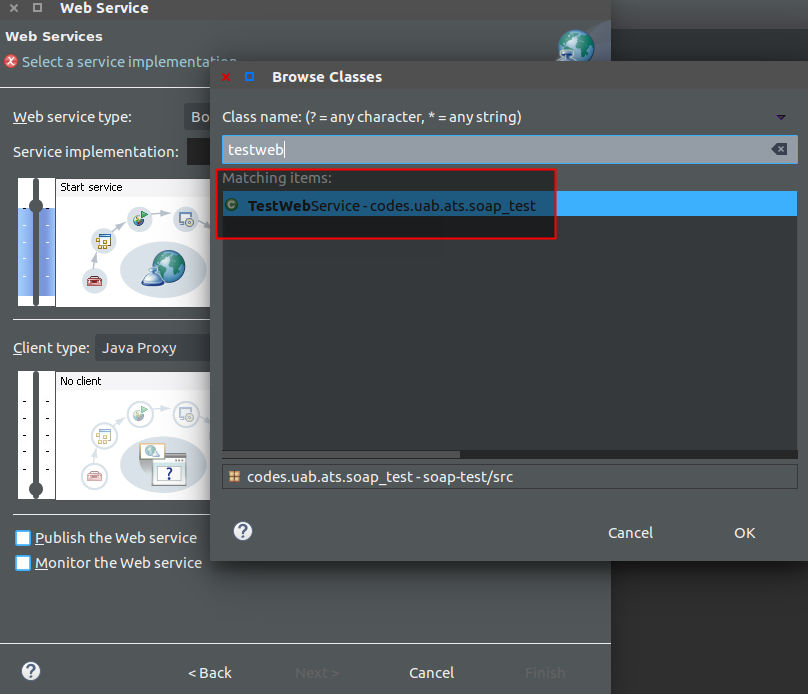 Web Service
Web Services
Select a service implementation
Browse Classes
Class name: (? = any character, * = any string)
Web service type:
Bo
testweb
Service implementation:
Matching items:
Start service
TestWebService - codes.uab.ats.soap_test
Client type:
Java Proxy
No client
?
codes.uab.ats.soap_test - soap-test/src
?
Cancel
OK
Publish the Web service
Monitor the Web service
?
< Back
Next >
Cancel
Finish